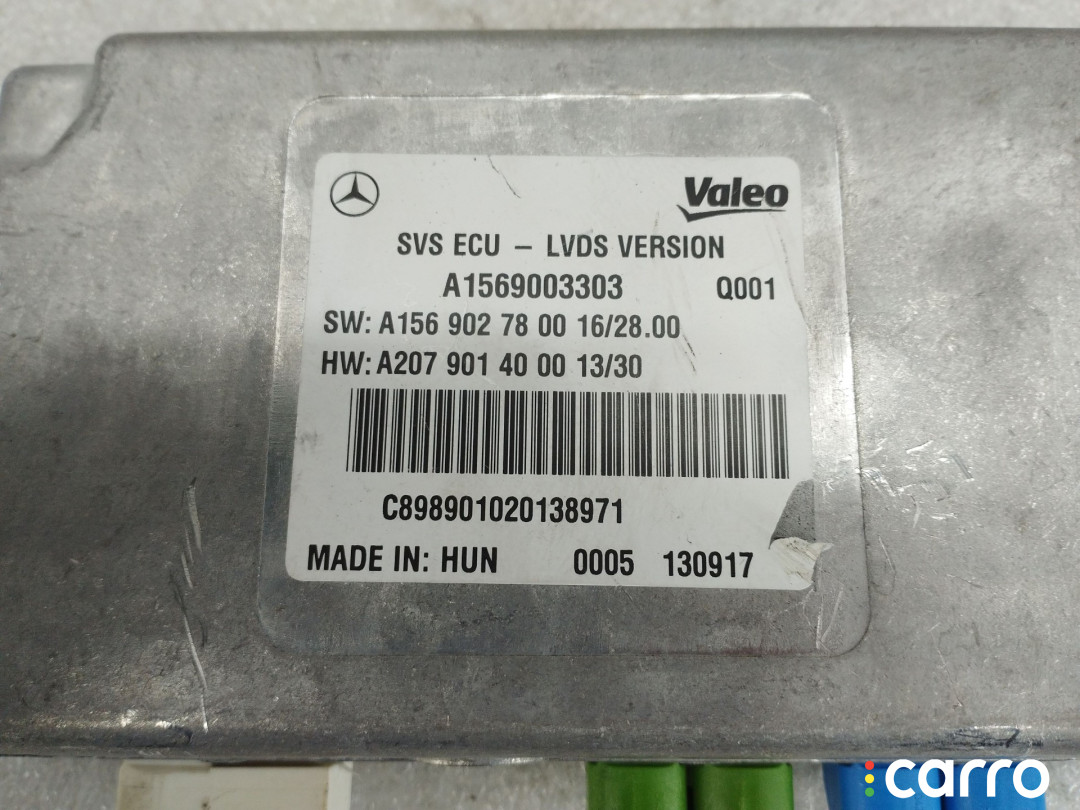 Valeo
SVS ECU – LVDS VERSION
A1569003303 Q001
SW: A156 902 78 00 16/28.00
HW: A207 901 40 00 13/30
C898901020138971
MADE IN: HUN 0005 130917
carro